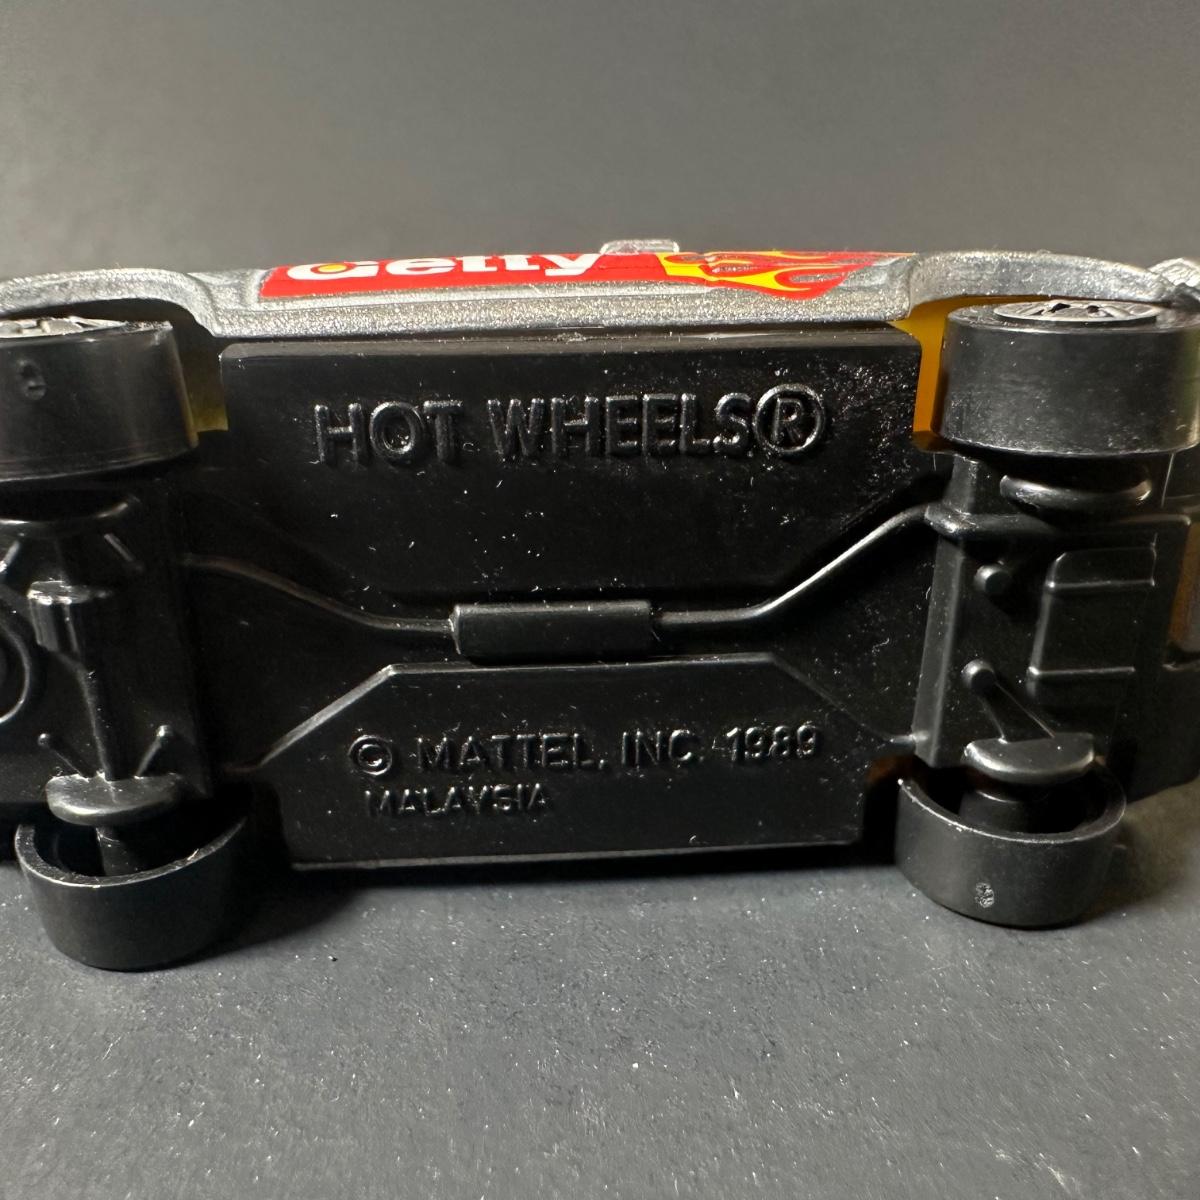 Getty
HOT WHEELS®
© MATTEL, INC. 1989
MALAYSIA